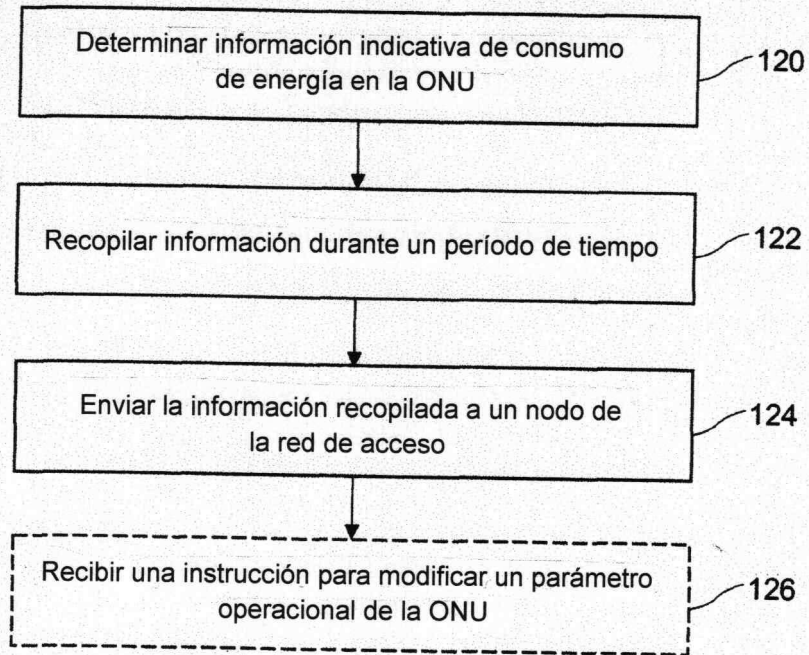 Determinar información indicativa de consumo
de energía en la ONU
120
Recopilar información durante un período de tiempo
122
Enviar la información recopilada a un nodo de
la red de acceso
124
Recibir una instrucción para modificar un parámetro
operacional de la ONU
126